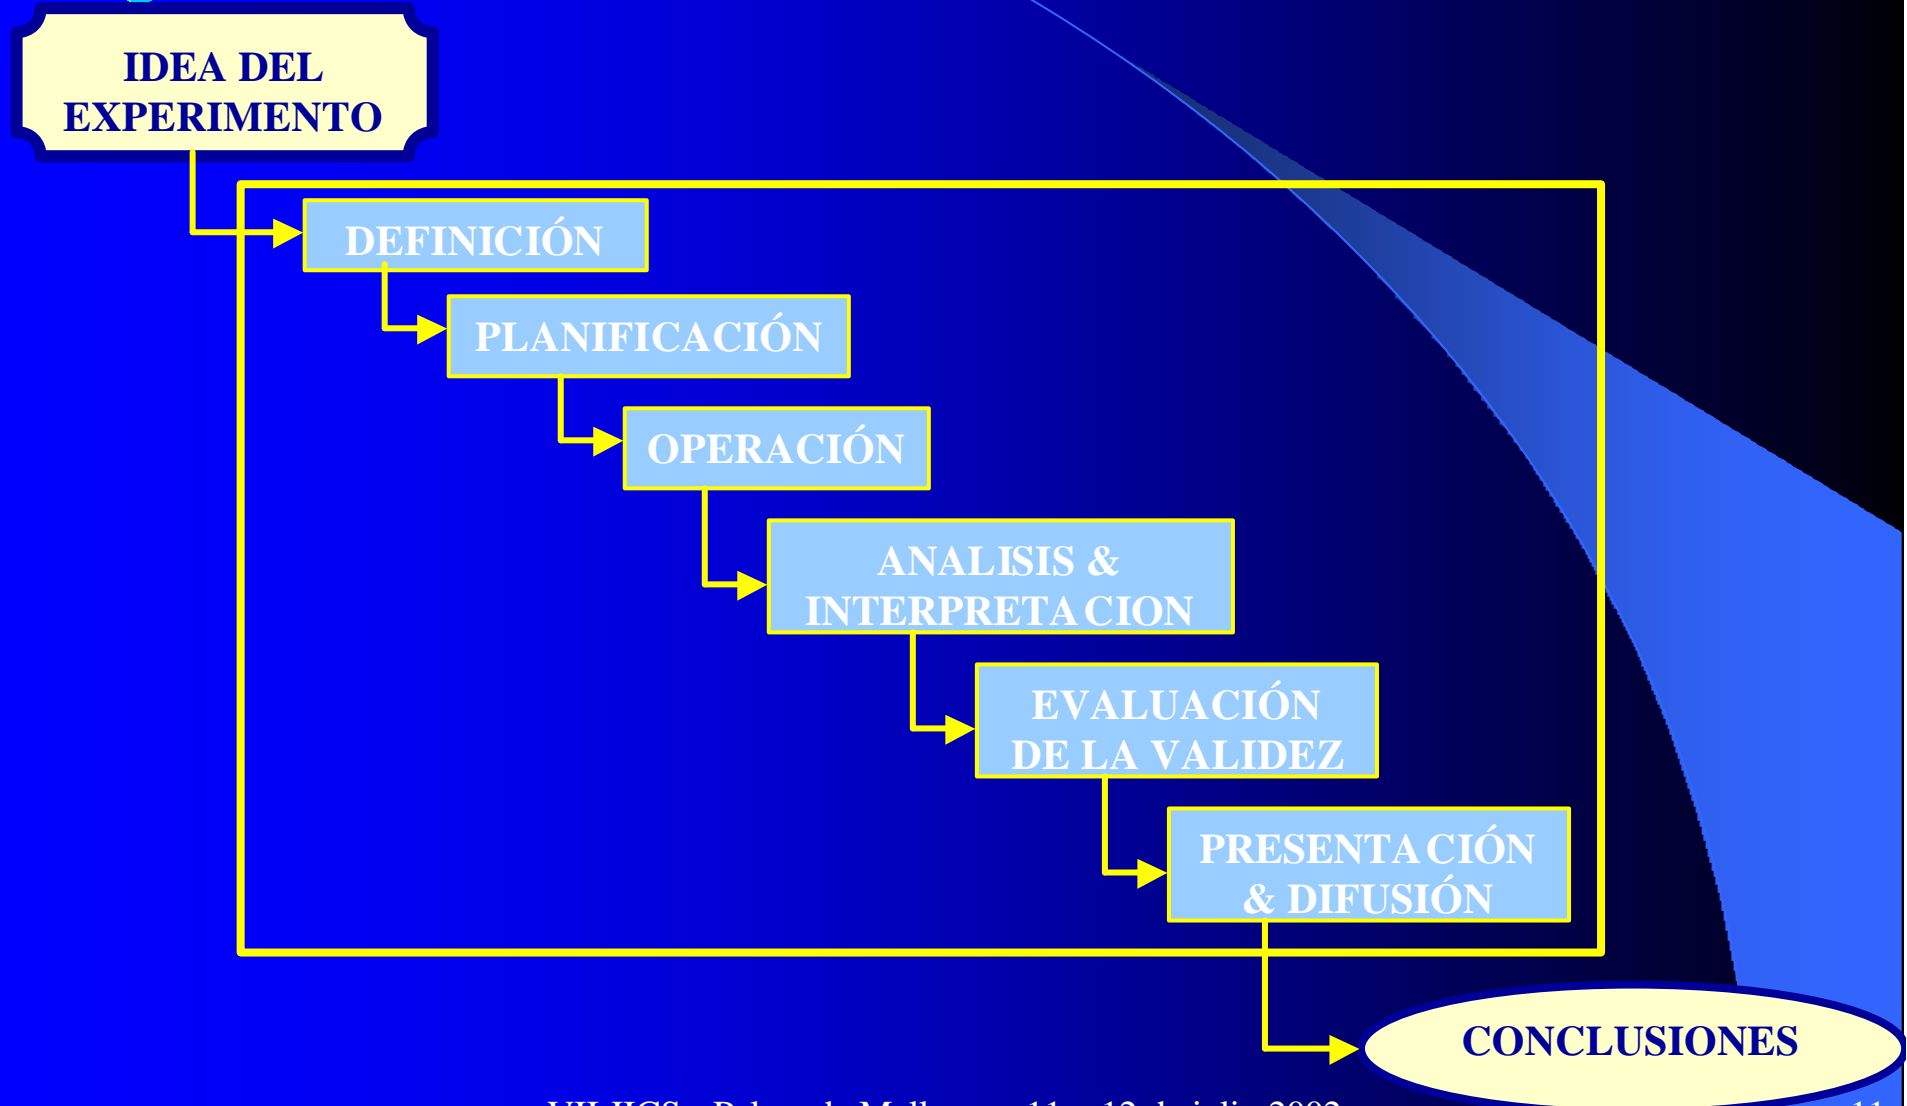 IDEA DEL
EXPERIMENTO
DEFINICIÓN
PLANIFICACIÓN
OPERACIÓN
ANALISIS &
INTERPRETACION
EVALUACIÓN
DE LA VALIDEZ
PRESENTACIÓN
& DIFUSIÓN
CONCLUSIONES